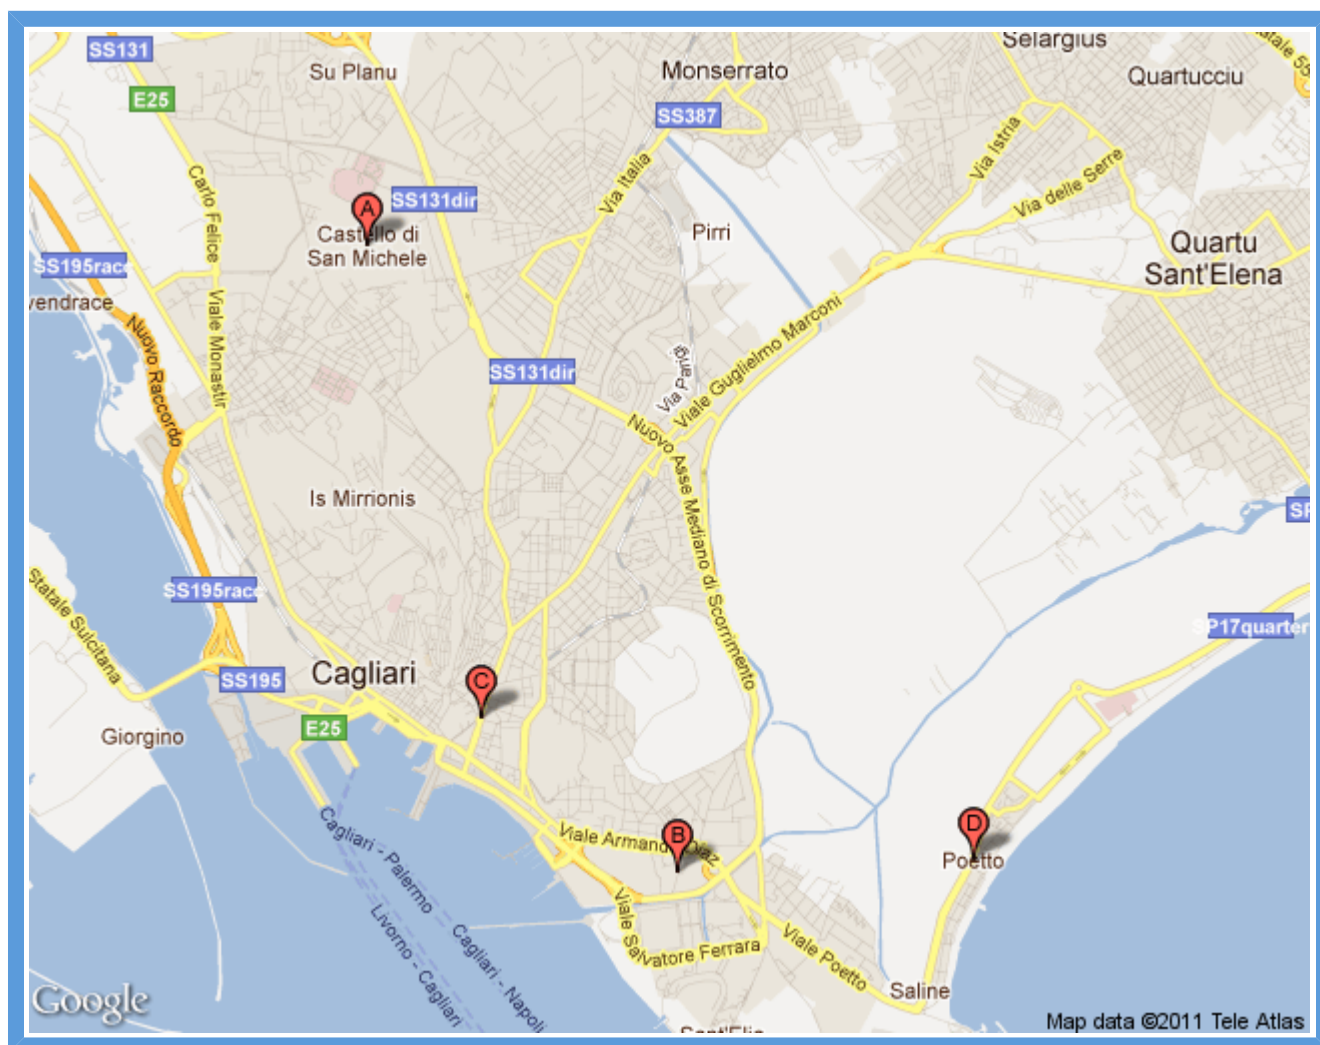 Selargius
SS131
Su Planu
Monserrato
Quartucciu
E25
SS387
Via Istria
Via Italia
Carlo Felice
A
SS131dir
Via delle Serre
Castello di
San Michele
Pirri
Quartu
Sant'Elena
SS195racc
vendrace
Viale Monastir
Nuovo Raccordo
Viale Guglielmo Marconi
SS131dir
Nuovo Asse Mediano di Scorrimento
Is Mirrionis
Statale Sulcitana
SS195racc
SP17quarter
Cagliari
SS195
C
E25
Giorgino
Cagliari - Palermo
Livorno - Cagliari
Cagliari - Napoli
Viale Armando Diaz
B
D
Poetto
Viale Salvatore Ferrara
Viale Poetto
Saline
Google
Map data ©2011 Tele Atlas